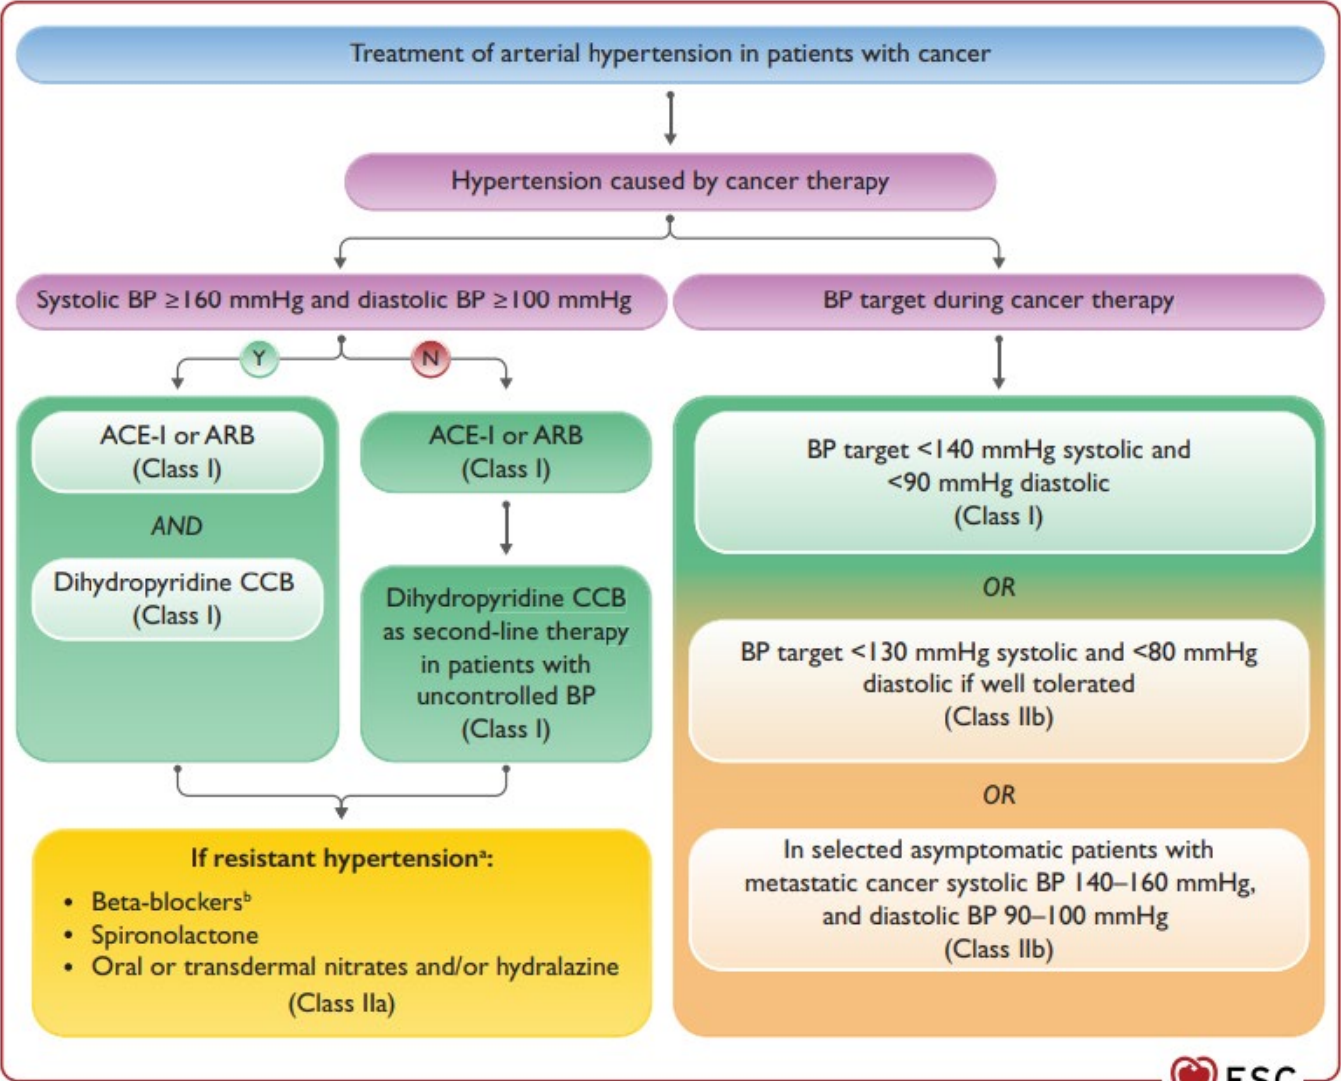 Treatment of arterial hypertension in patients with cancer
Hypertension caused by cancer therapy
Systolic BP ≥160 mmHg and diastolic BP ≥100 mmHg
Y
N
ACE-I or ARB
(Class I)
AND
Dihydropyridine CCB
(Class I)
ACE-I or ARB
(Class I)
Dihydropyridine CCB
as second-line therapy
in patients with
uncontrolled BP
(Class I)
If resistant hypertensionᵃ:
• Beta-blockersᵇ
• Spironolactone
• Oral or transdermal nitrates and/or hydralazine
(Class IIa)
BP target during cancer therapy
BP target <140 mmHg systolic and
<90 mmHg diastolic
(Class I)
OR
BP target <130 mmHg systolic and <80 mmHg
diastolic if well tolerated
(Class IIb)
OR
In selected asymptomatic patients with
metastatic cancer systolic BP 140–160 mmHg,
and diastolic BP 90–100 mmHg
(Class IIb)
ESC